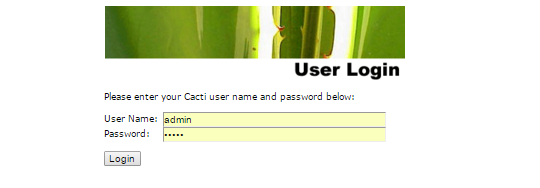 User Login
Please enter your Cacti user name and password below:
User Name: admin
Password: •••••
Login